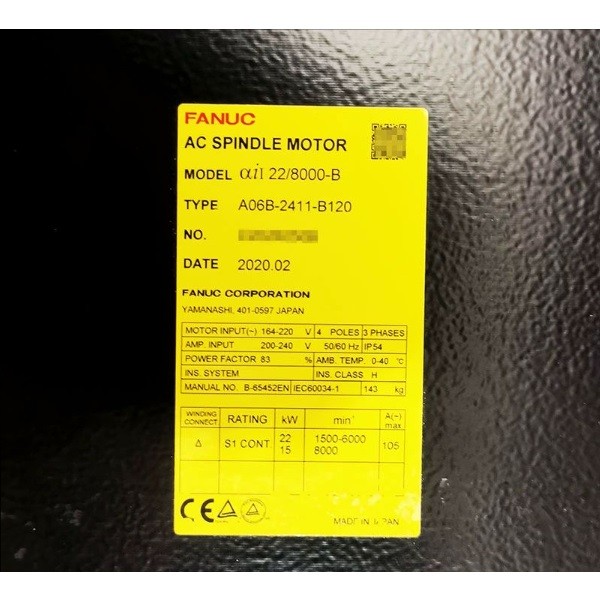 FANUC
AC SPINDLE MOTOR
MODEL αiI 22/8000-B
TYPE A06B-2411-B120
NO.
DATE 2020.02
FANUC CORPORATION
YAMANASHI, 401-0597 JAPAN
MOTOR INPUT(~) 164-220 V 4 POLES 3 PHASES
AMP. INPUT 200-240 V 50/60 Hz IP54
POWER FACTOR 83 % AMB. TEMP. 0-40 °C
INS. SYSTEM INS. CLASS H
MANUAL NO. B-65452EN IEC60034-1 143 kg
WINDING CONNECT RATING kW min⁻ A(~) max
Δ S1 CONT 22 1500-6000 105
15 8000
CE
MADE IN JAPAN